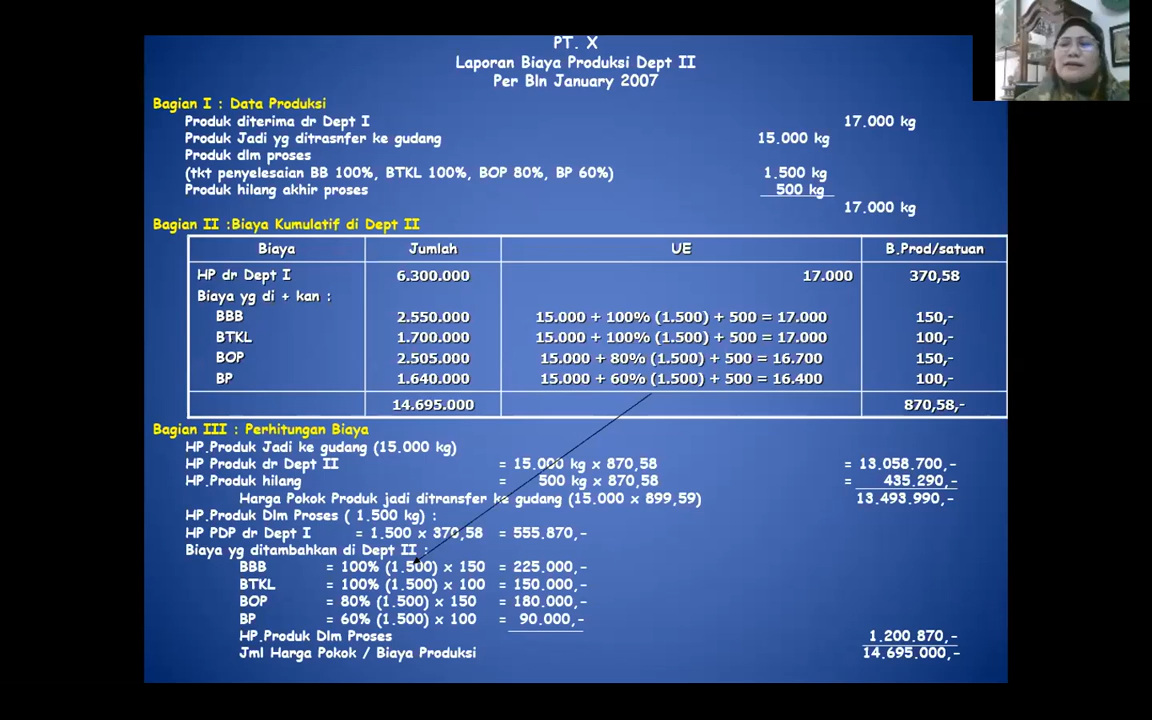 PT. X
Laporan Biaya Produksi Dept II
Per Bln January 2007
Bagian I : Data Produksi
Produk diterima dr Dept I 17.000 kg
Produk Jadi yg ditrasnfer ke gudang 15.000 kg
Produk dlm proses
(tkt penyelesaian BB 100%, BTKL 100%, BOP 80%, BP 60%) 1.500 kg
Produk hilang akhir proses 500 kg
17.000 kg
Bagian II :Biaya Kumulatif di Dept II
Biaya Jumlah UE B.Prod/satuan
HP dr Dept I 6.300.000 17.000 370,58
Biaya yg di + kan :
BBB 2.550.000 15.000 + 100% (1.500) + 500 = 17.000 150,-
BTKL 1.700.000 15.000 + 100% (1.500) + 500 = 17.000 100,-
BOP 2.505.000 15.000 + 80% (1.500) + 500 = 16.700 150,-
BP 1.640.000 15.000 + 60% (1.500) + 500 = 16.400 100,-
14.695.000 870,58,-
Bagian III : Perhitungan Biaya
HP.Produk Jadi ke gudang (15.000 kg)
HP Produk dr Dept II = 15.000 kg x 870,58 = 13.058.700,-
HP.Produk hilang = 500 kg x 870,58 = 435.290,-
Harga Pokok Produk jadi ditransfer ke gudang (15.000 x 899,59) 13.493.990,-
HP.Produk Dlm Proses ( 1.500 kg) :
HP PDP dr Dept I = 1.500 x 370,58 = 555.870,-
Biaya yg ditambahkan di Dept II :
BBB = 100% (1.500) x 150 = 225.000,-
BTKL = 100% (1.500) x 100 = 150.000,-
BOP = 80% (1.500) x 150 = 180.000,-
BP = 60% (1.500) x 100 = 90.000,-
HP.Produk Dlm Proses 1.200.870,-
Jml Harga Pokok / Biaya Produksi 14.695.000,-